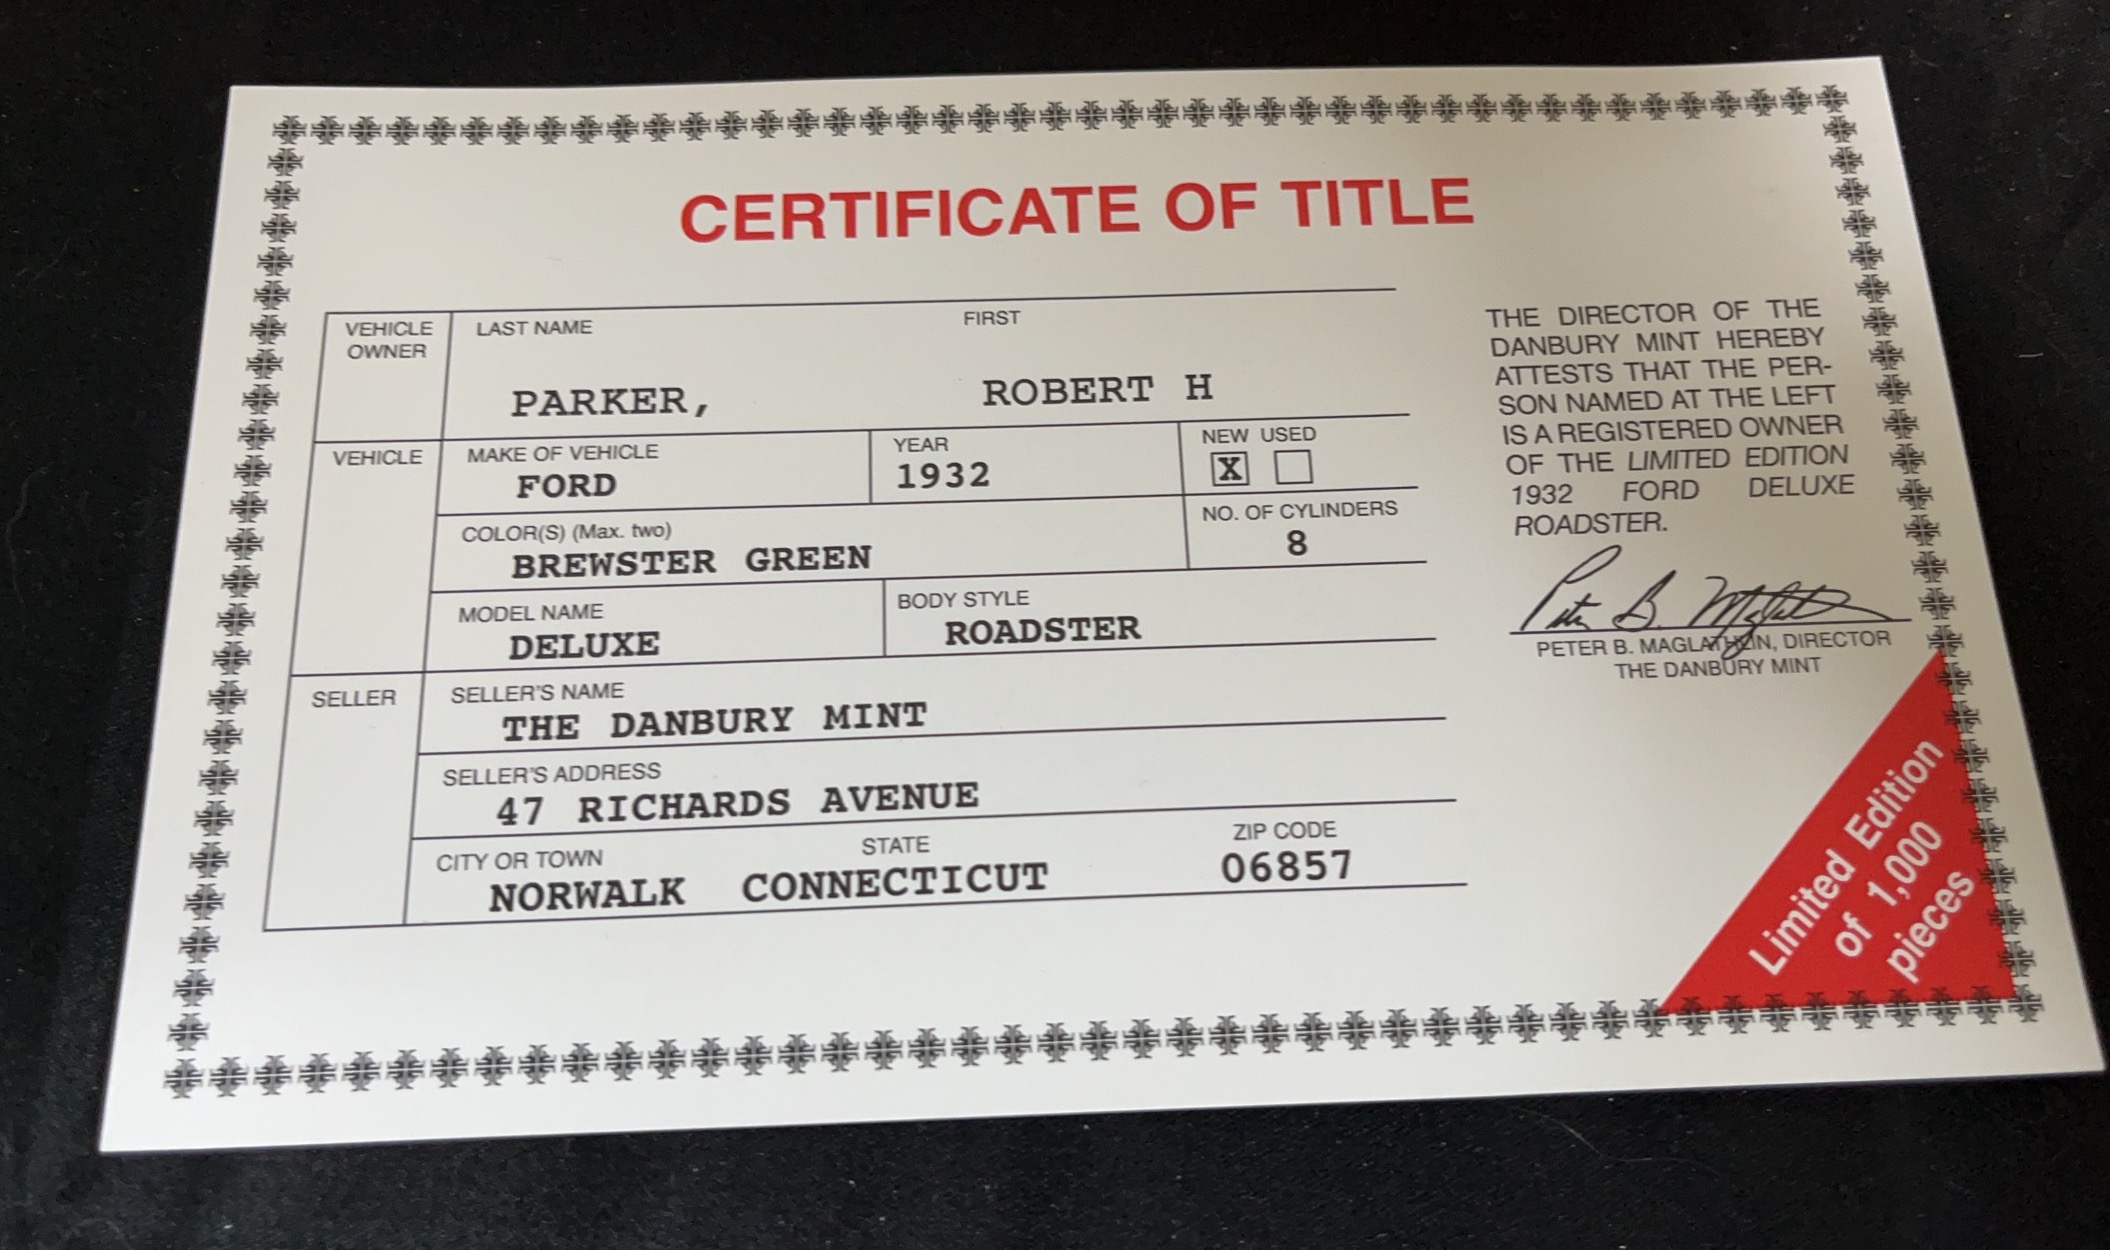 CERTIFICATE OF TITLE
VEHICLE
OWNER
LAST NAME FIRST
PARKER, ROBERT H
VEHICLE
MAKE OF VEHICLE
FORD
YEAR
1932
NEW USED
X
COLOR(S) (Max. two)
BREWSTER GREEN
NO. OF CYLINDERS
8
MODEL NAME
DELUXE
BODY STYLE
ROADSTER
SELLER
SELLER'S NAME
THE DANBURY MINT
SELLER'S ADDRESS
47 RICHARDS AVENUE
CITY OR TOWN STATE ZIP CODE
NORWALK CONNECTICUT 06857
THE DIRECTOR OF THE
DANBURY MINT HEREBY
ATTESTS THAT THE PER-
SON NAMED AT THE LEFT
IS A REGISTERED OWNER
OF THE LIMITED EDITION
1932 FORD DELUXE
ROADSTER.
Peter B. Maglathlin
PETER B. MAGLATHLIN, DIRECTOR
THE DANBURY MINT
Limited Edition
of 1,000
pieces